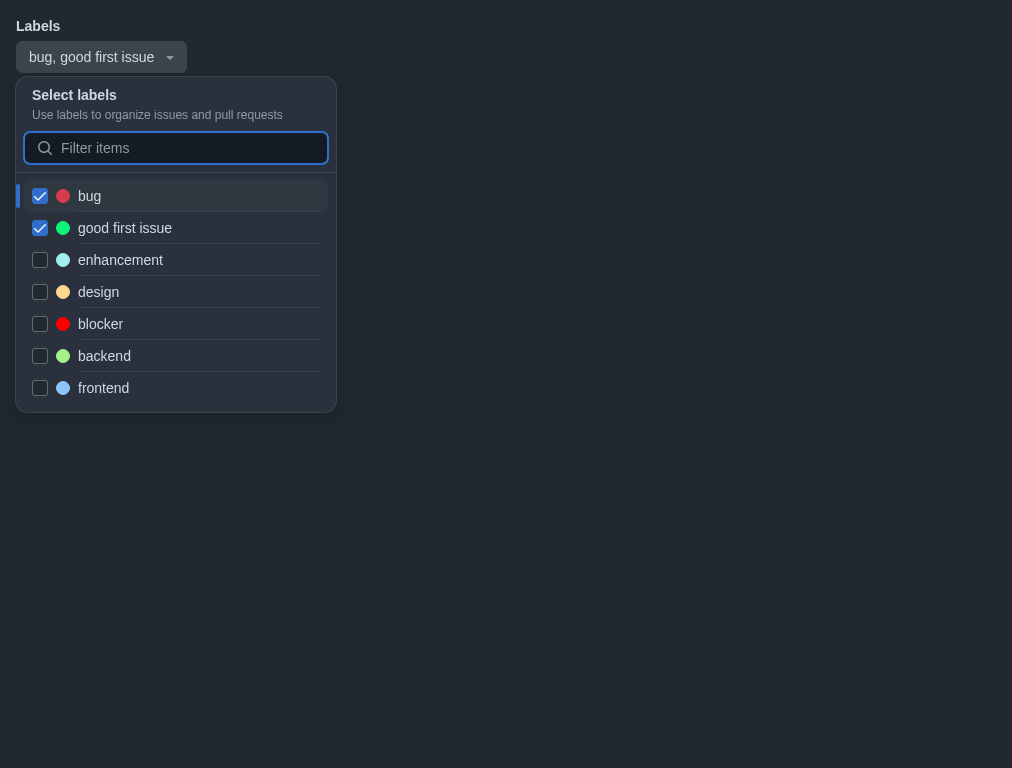 Labels
bug, good first issue
Select labels
Use labels to organize issues and pull requests
Filter items
bug
good first issue
enhancement
design
blocker
backend
frontend